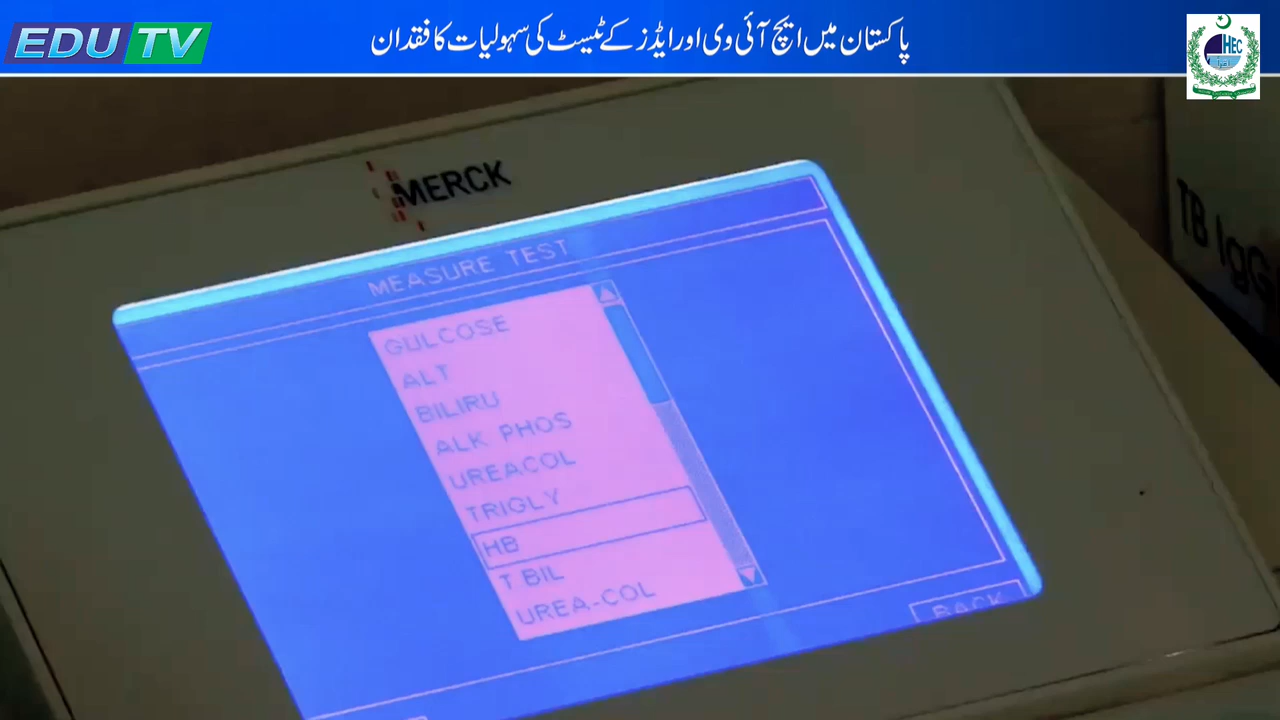 EDU TV
پاکستان میں ایچ آئی وی اور ایڈز کے ٹیسٹ کی سہولیات کا فقدان
HEC
MERCK
TB IgG
MEASURE TEST
GULCOSE
ALT
BILIRU
ALK PHOS
UREACOL
TRIGLY
HB
T BIL
UREA-COL
BACK